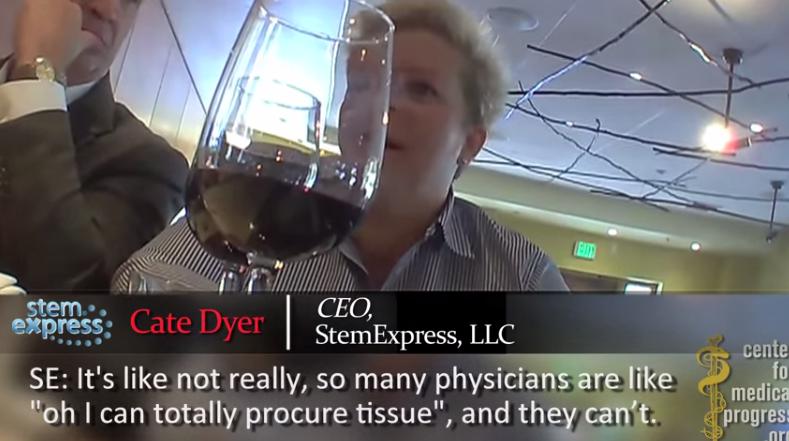 stem
express
Cate Dyer
CEO,
StemExpress, LLC
SE: It's like not really, so many physicians are like
"oh I can totally procure tissue", and they can't.
cente
fo
medica
progress
org